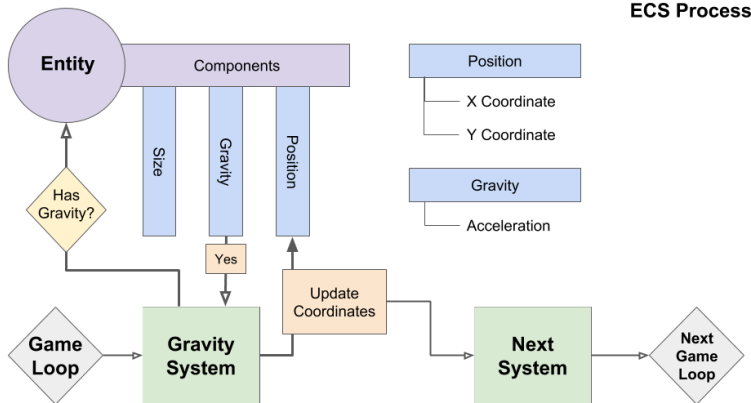 ECS Process
Entity
Components
Size
Gravity
Position
Position
X Coordinate
Y Coordinate
Gravity
Acceleration
Has
Gravity?
Yes
Update
Coordinates
Game
Loop
Gravity
System
Next
System
Next
Game
Loop